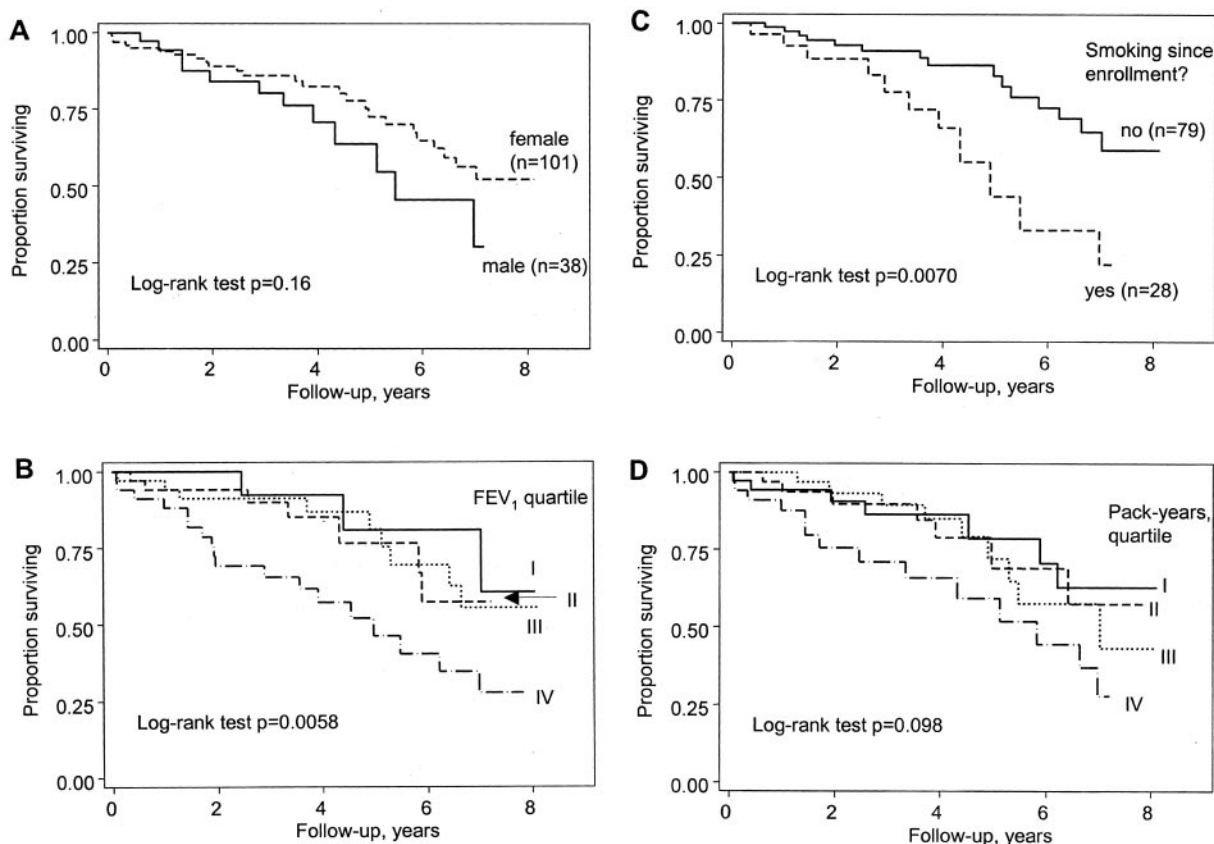 A
1.00
0.75
0.50
0.25
0.00
Proportion surviving
female
(n=101)
male (n=38)
Log-rank test p=0.16
0 2 4 6 8
Follow-up, years
C
1.00
0.75
0.50
0.25
0.00
Proportion surviving
Smoking since
enrollment?
no (n=79)
yes (n=28)
Log-rank test p=0.0070
0 2 4 6 8
Follow-up, years
B
1.00
0.75
0.50
0.25
0.00
Proportion surviving
FEV1 quartile
I
II
III
IV
Log-rank test p=0.0058
0 2 4 6 8
Follow-up, years
D
1.00
0.75
0.50
0.25
0.00
Proportion surviving
Pack-years,
quartile
I
II
III
IV
Log-rank test p=0.098
0 2 4 6 8
Follow-up, years